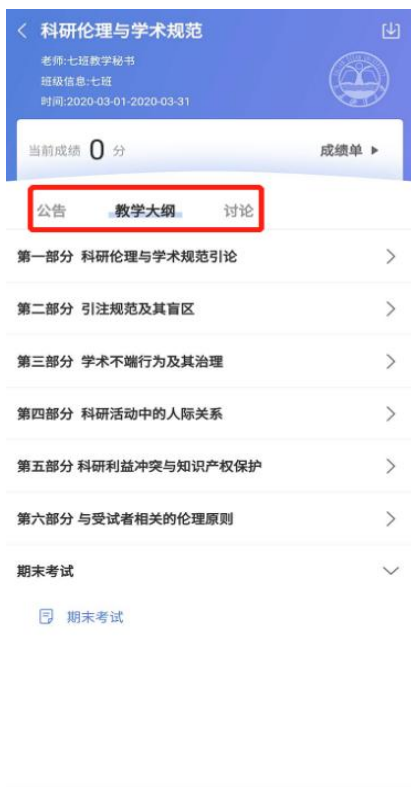 科研伦理与学术规范
老师:七班教学秘书
班级信息:七班
时间:2020-03-01-2020-03-31
当前成绩 0 分 成绩单
公告 教学大纲 讨论
第一部分 科研伦理与学术规范引论
第二部分 引注规范及其盲区
第三部分 学术不端行为及其治理
第四部分 科研活动中的人际关系
第五部分 科研利益冲突与知识产权保护
第六部分 与受试者相关的伦理原则
期末考试
期末考试